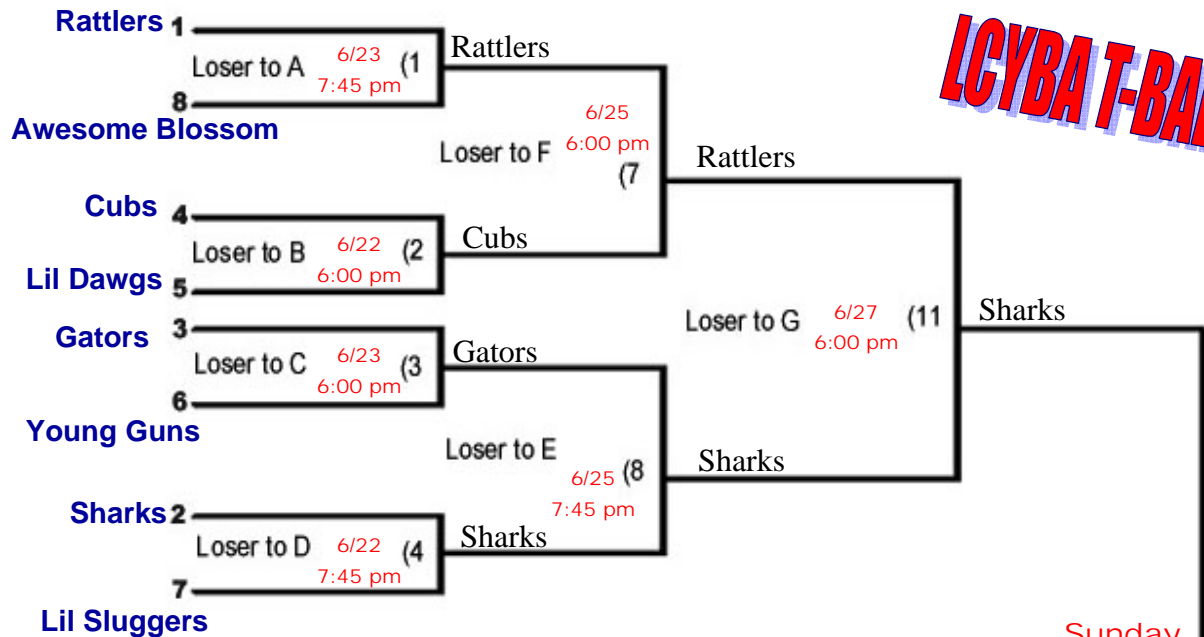 Rattlers 1
Rattlers
LCYBA T-BA
Loser to A 6/23 (1
7:45 pm
8
Awesome Blossom
6/25
Loser to F 6:00 pm
(7
Rattlers
Cubs 4
Loser to B 6/22 (2
6:00 pm
Cubs
Lil Dawgs 5
Gators 3
Gators
Loser to C 6/23 (3
6:00 pm
6
Young Guns
Loser to G 6/27 (11
6:00 pm
Sharks
Loser to E
6/25 (8
7:45 pm
Sharks
Sharks 2
Loser to D 6/22 (4
7:45 pm
Sharks
7
Lil Sluggers
Sunday